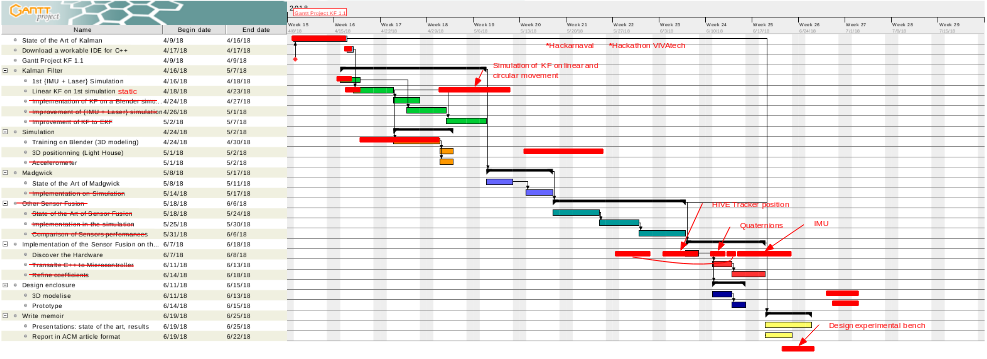 GANTT
project
2018
Gantt Project KF 1.1
Name Begin date End date
Week 15 Week 16 Week 17 Week 18 Week 19 Week 20 Week 21 Week 22 Week 23 Week 24 Week 25 Week 26 Week 27 Week 28 Week 29
State of the Art of Kalman 4/9/18 4/16/18
Download a workable IDE for C++ 4/17/18 4/17/18
*Hackarnaval *Hackathon VIVAtech
Gantt Project KF 1.1 4/9/18 4/9/18
Kalman Filter 4/16/18 5/7/18
Simulation of KF on linear and
circular movement
1st (IMU + Laser) Simulation 4/16/18 4/18/18
Linear KF on 1st simulation static 4/18/18 4/23/18
Implementation of KF on a Blender simu... 4/24/18 4/27/18
Improvement of (IMU + Laser) simulation 4/26/18 5/1/18
Improvement of KF to EKF 5/2/18 5/7/18
Simulation 4/24/18 5/2/18
Training on Blender (3D modeling) 4/24/18 4/30/18
3D positionning (Light House) 5/1/18 5/2/18
Accelerometer 5/1/18 5/2/18
Madgwick 5/8/18 5/17/18
State of the Art of Madgwick 5/8/18 5/11/18
Implementation on Simulation 5/14/18 5/17/18
Other Sensor Fusion 5/18/18 6/6/18
HIVE Tracker position
State of the Art of Sensor Fusion 5/18/18 5/24/18
Implementation in the simulation 5/25/18 5/30/18
Quaternions IMU
Comparison of Sensors performances 5/31/18 6/6/18
Implementation of the Sensor Fusion on th... 6/7/18 6/18/18
Discover the Hardware 6/7/18 6/8/18
Transalte C++ to Microcontroller 6/11/18 6/13/18
Refine coefficients 6/14/18 6/18/18
Design enclosure 6/11/18 6/15/18
3D modelise 6/11/18 6/13/18
Prototype 6/14/18 6/15/18
Write memoir 6/19/18 6/25/18
Presentations: state of the art, results 6/19/18 6/25/18
Design experimental bench
Report in ACM article format 6/19/18 6/22/18